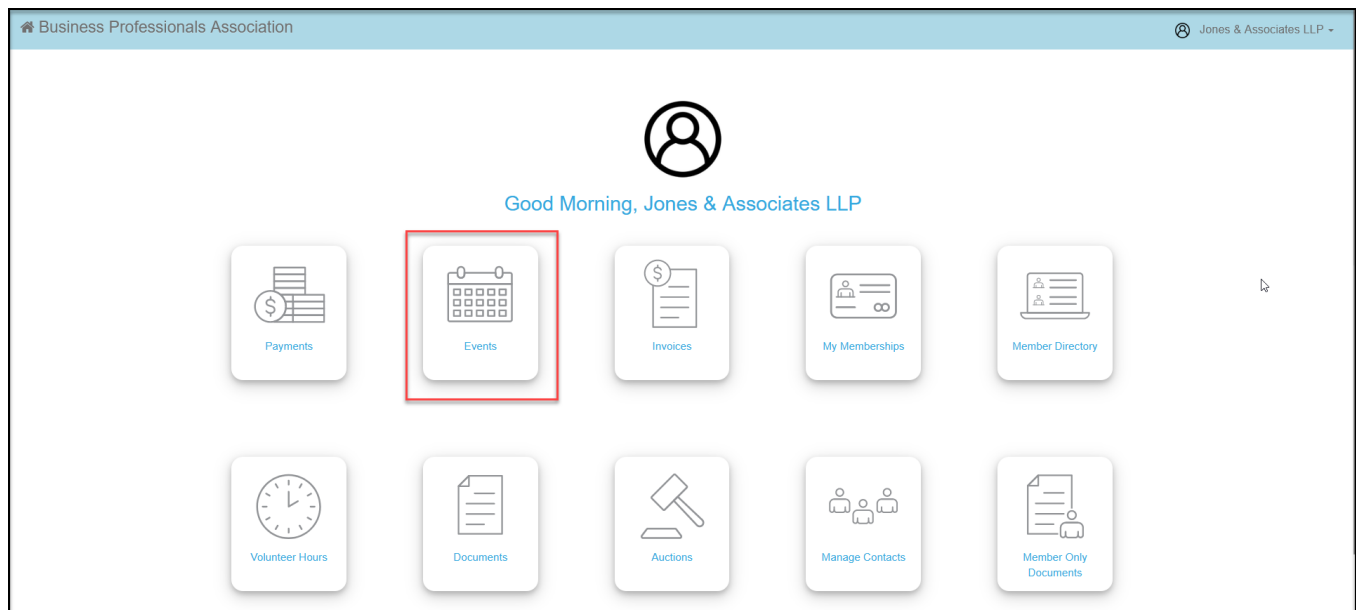 Business Professionals Association
Jones & Associates LLP
Good Morning, Jones & Associates LLP
$
$
Payments
Events
Invoices
My Memberships
Member Directory
Volunteer Hours
Documents
Auctions
Manage Contacts
Member Only
Documents